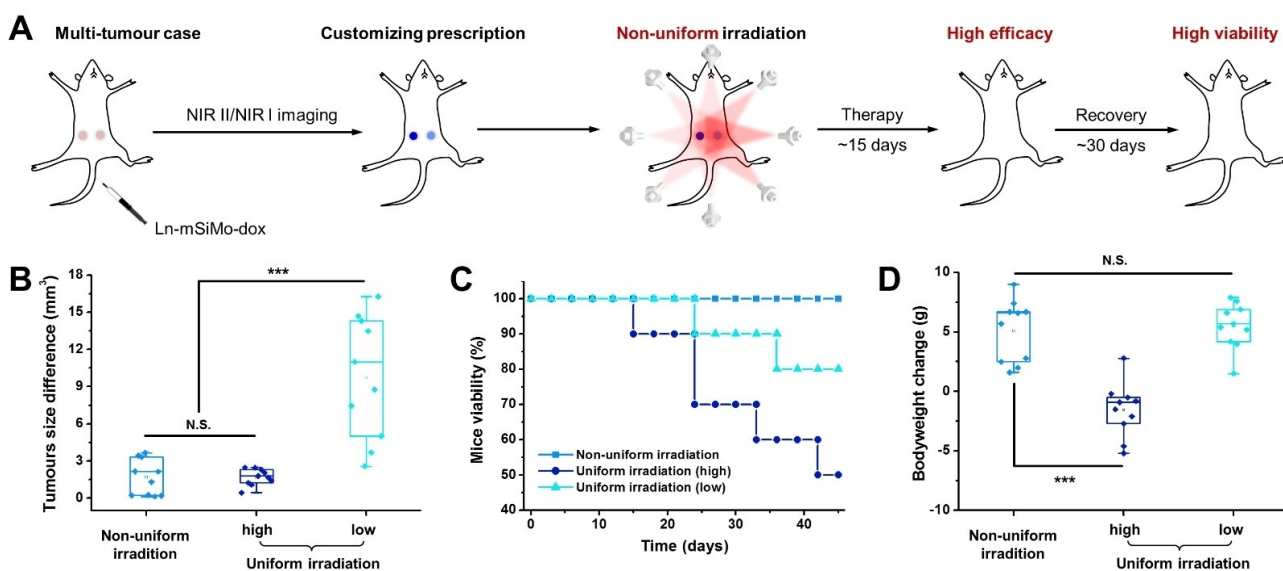 A
Multi-tumour case
Customizing prescription
Non-uniform irradiation
High efficacy
High viability
NIR II/NIR I imaging
Therapy
~15 days
Recovery
~30 days
Ln-mSiMo-dox
B
Tumours size difference (mm³)
18
15
12
9
6
3
0
***
N.S.
Non-uniform
irradition
high
low
Uniform irradiation
C
Mice viability (%)
100
90
80
70
60
50
40
Non-uniform irradiation
Uniform irradiation (high)
Uniform irradiation (low)
0
10
20
30
40
Time (days)
D
Bodyweight change (g)
10
5
0
-5
-10
N.S.
***
Non-uniform
irradition
high
low
Uniform irradiation